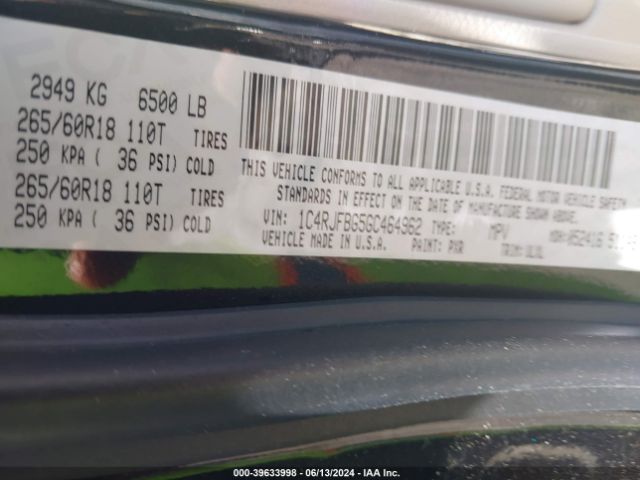 2949 KG 6500 LB
265/60R18 110T TIRES
250 KPA ( 36 PSI) COLD
265/60R18 110T TIRES
250 KPA ( 36 PSI) COLD
THIS VEHICLE CONFORMS TO ALL APPLICABLE U.S.A. FEDERAL MOTOR VEHICLE SAFETY
STANDARDS IN EFFECT ON THE DATE OF MANUFACTURE SHOWN ABOVE.
VIN: 1C4RJFBG5GC464962 TYPE: MPV
VEHICLE MADE IN U.S.A. PAINT: PXR TRIM:
000-39633998 - 06/13/2024 - IAA Inc.